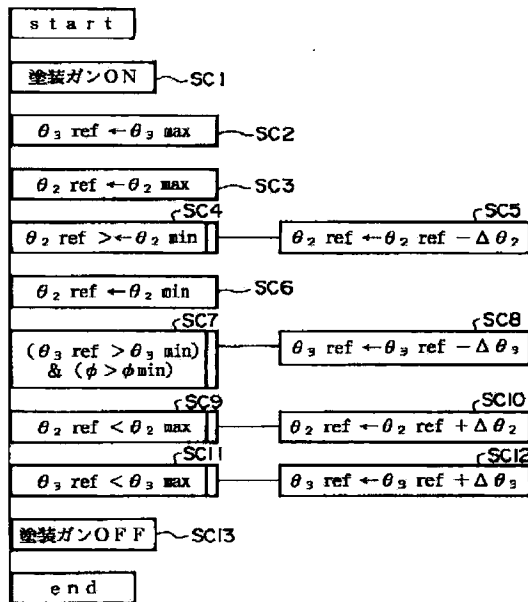 start
塗装ガンON
SC1
θ₃ ref ←θ₃ max
SC2
θ₂ ref ←θ₂ max
SC3
SC4
SC5
θ₂ ref >←θ₂ min
θ₂ ref ← θ₂ ref − Δθ₂
θ₂ ref ←θ₂ min
SC6
SC7
SC8
(θ₃ ref >θ₃ min)
& (φ>φmin)
θ₃ ref ← θ₃ ref − Δθ₃
SC9
SC10
θ₂ ref <θ₂ max
θ₂ ref ← θ₂ ref + Δθ₂
SC11
SC12
θ₃ ref <θ₃ max
θ₃ ref ← θ₃ ref + Δθ₃
塗装ガンOFF
SC13
end